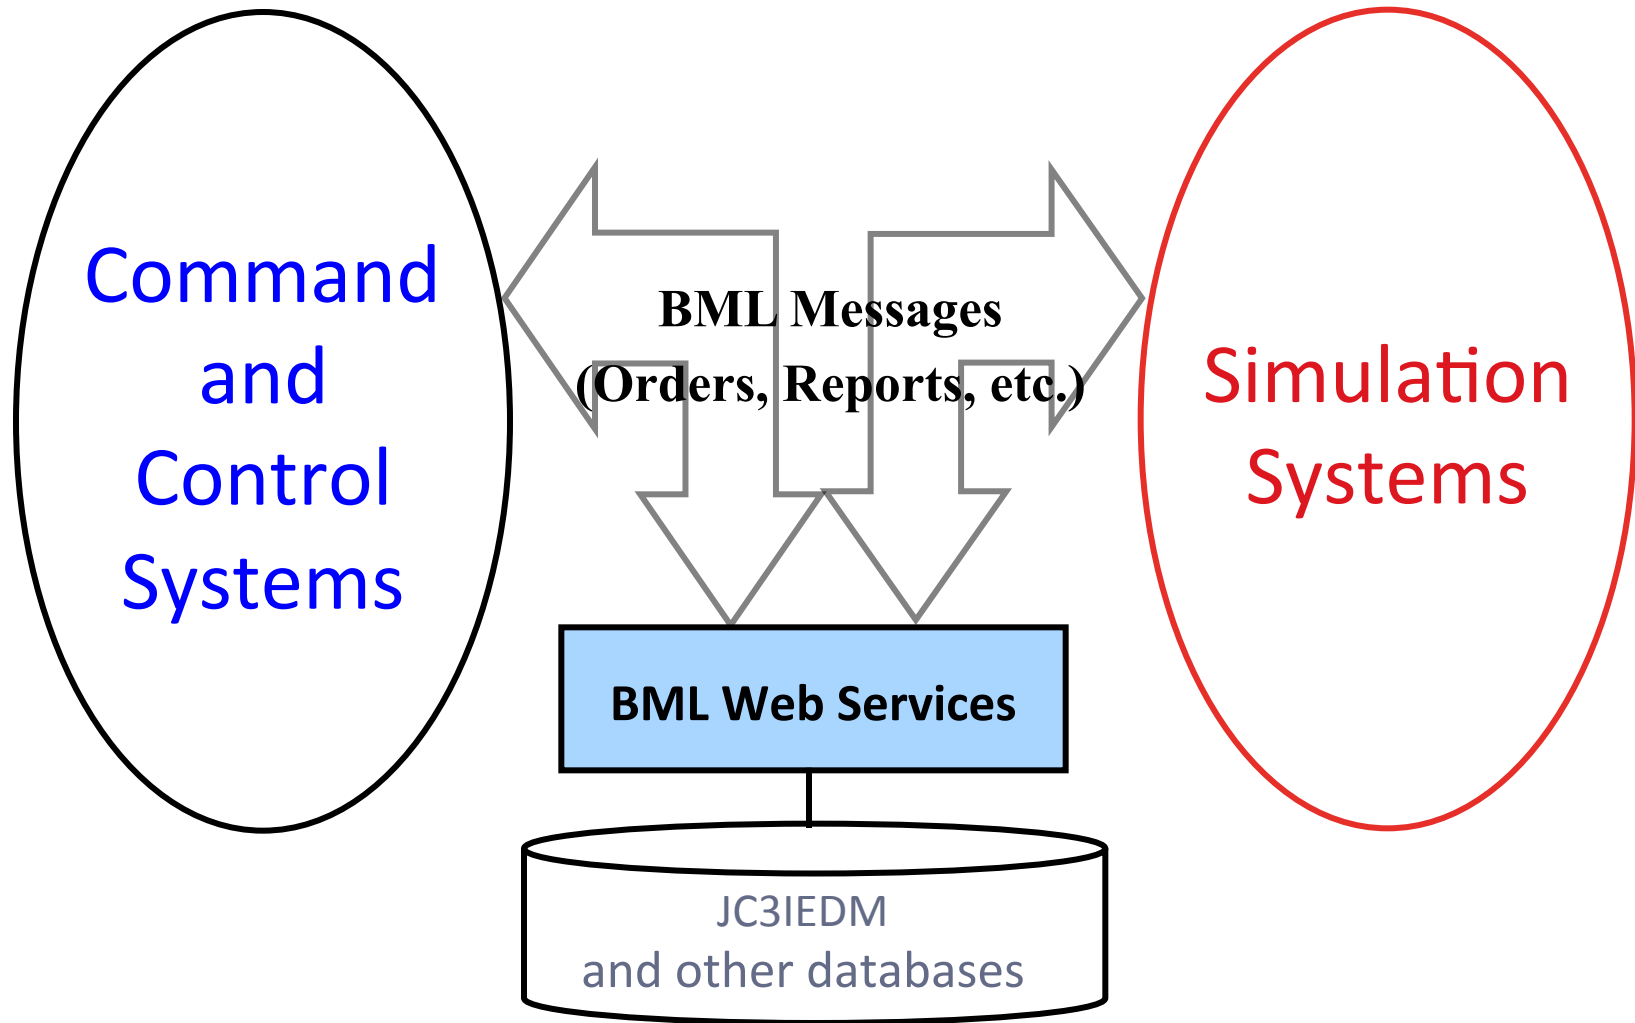 Command
and
Control
Systems
BML Messages
(Orders, Reports, etc.)
Simulation
Systems
BML Web Services
JC3IEDM
and other databases